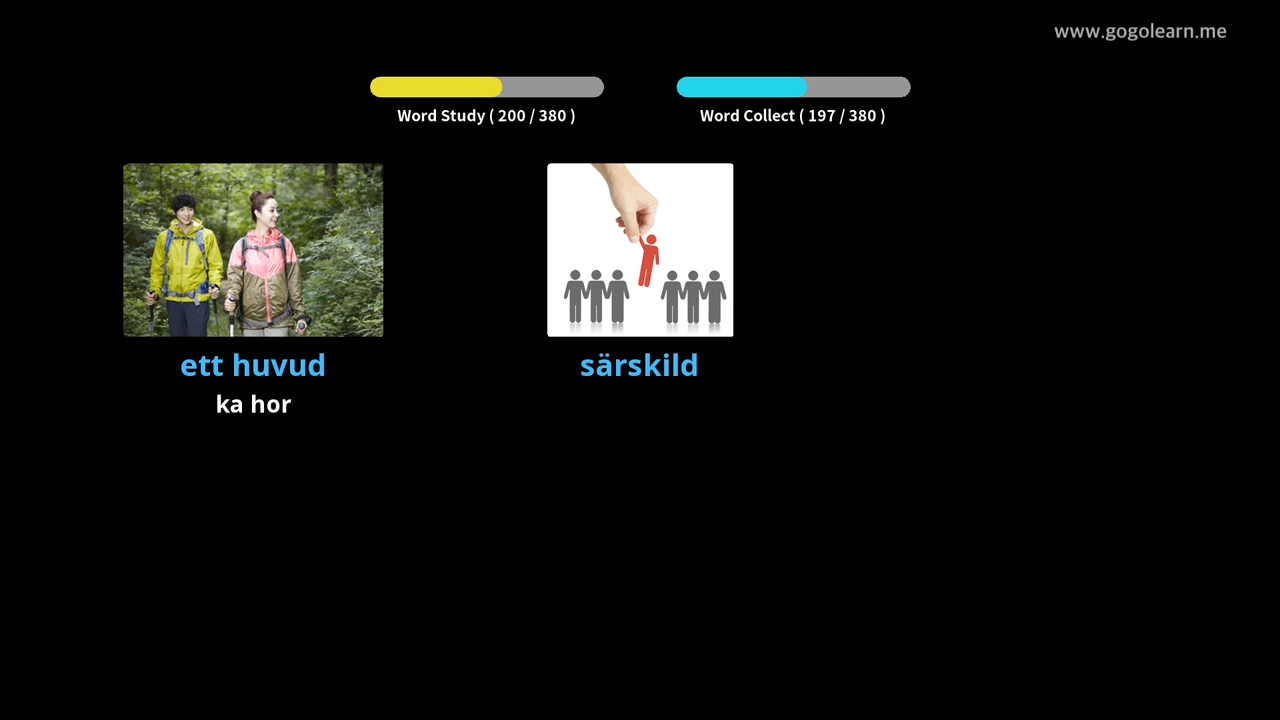 www.gogolearn.me
Word Study ( 200 / 380 )
Word Collect ( 197 / 380 )
ett huvud
särskild
ka hor